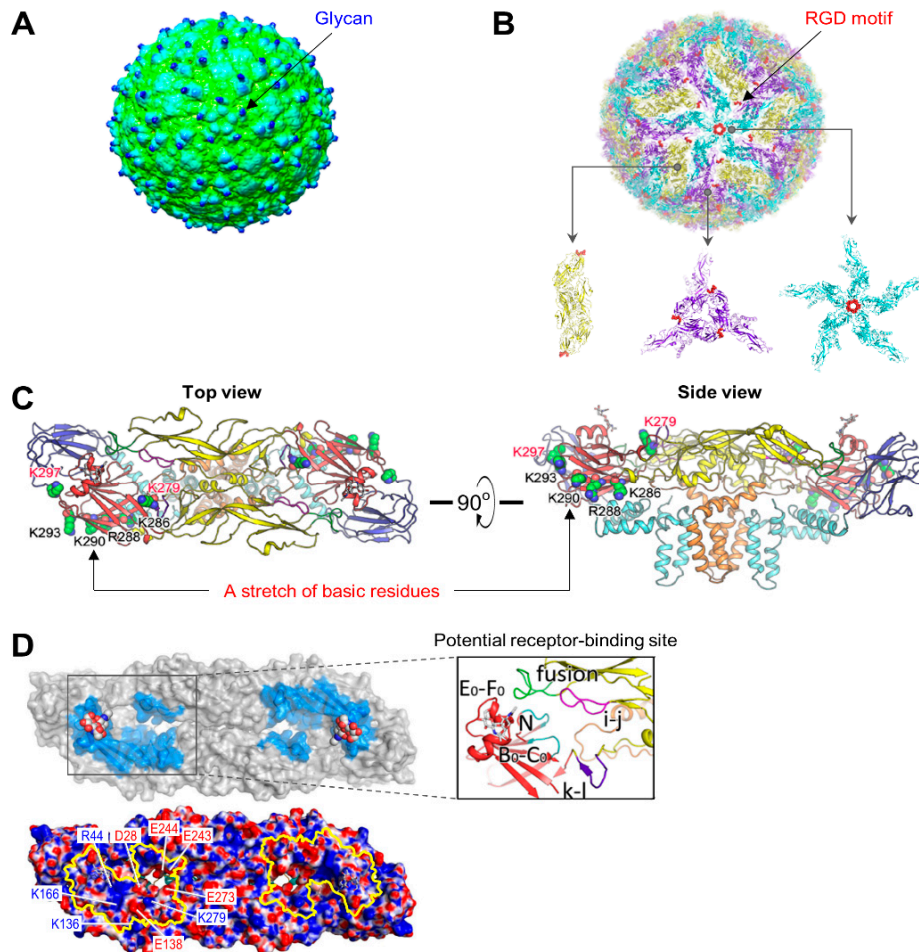 A
Glycan
B
RGD motif
C
Top view
Side view
K297
K279
K286
R288
K290
K293
90°
K279
K297
K293
K290
K286
R288
A stretch of basic residues
D
Potential receptor-binding site
fusion
E₀-F₀
N
i-j
B₀-C₀
k-l
R44
D28
E244
E243
K166
E273
K136
K279
E138